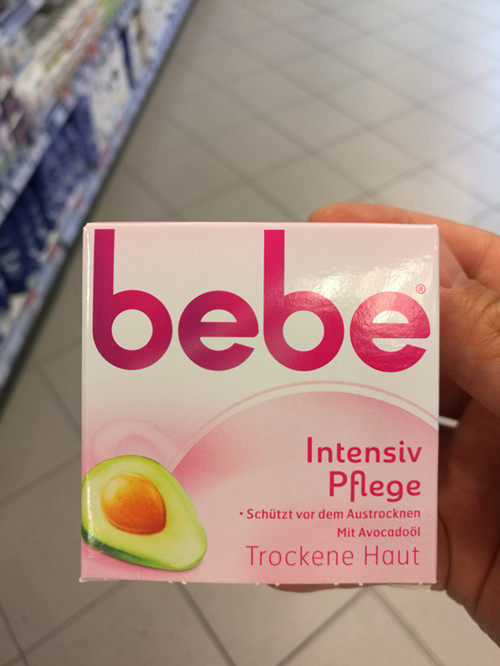 bebe®
Intensiv
Pflege
• Schützt vor dem Austrocknen
Mit Avocadoöl
Trockene Haut